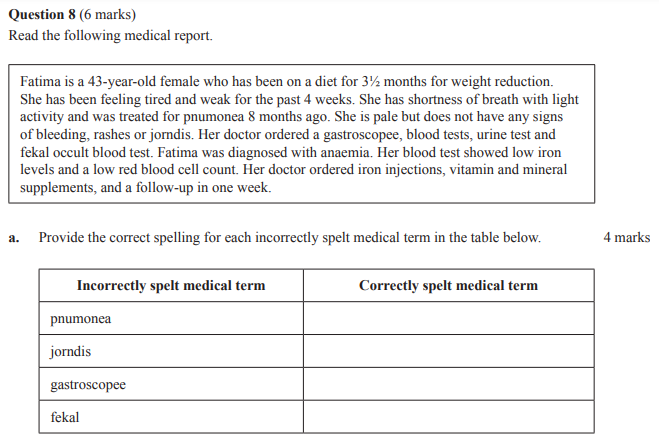 Question 8 (6 marks)
Read the following medical report.
Fatima is a 43-year-old female who has been on a diet for 3½ months for weight reduction.
She has been feeling tired and weak for the past 4 weeks. She has shortness of breath with light
activity and was treated for pnumonea 8 months ago. She is pale but does not have any signs
of bleeding, rashes or jorndis. Her doctor ordered a gastroscopee, blood tests, urine test and
fekal occult blood test. Fatima was diagnosed with anaemia. Her blood test showed low iron
levels and a low red blood cell count. Her doctor ordered iron injections, vitamin and mineral
supplements, and a follow-up in one week.
a. Provide the correct spelling for each incorrectly spelt medical term in the table below. 4 marks
Incorrectly spelt medical term Correctly spelt medical term
pnumonea
jorndis
gastroscopee
fekal